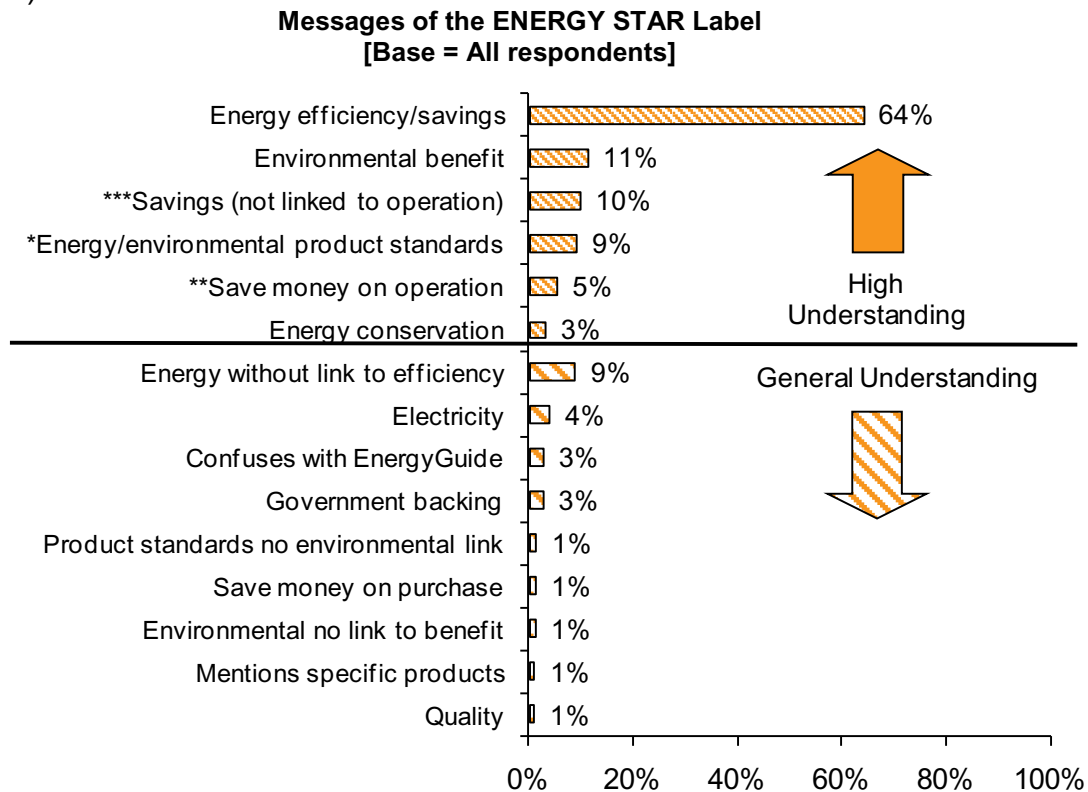 )
Messages of the ENERGY STAR Label
[Base = All respondents]
Energy efficiency/savings 64%
Environmental benefit 11%
***Savings (not linked to operation) 10%
*Energy/environmental product standards 9%
**Save money on operation 5%
Energy conservation 3%
High
Understanding
Energy without link to efficiency 9%
General Understanding
Electricity 4%
Confuses with EnergyGuide 3%
Government backing 3%
Product standards no environmental link 1%
Save money on purchase 1%
Environmental no link to benefit 1%
Mentions specific products 1%
Quality 1%
0% 20% 40% 60% 80% 100%